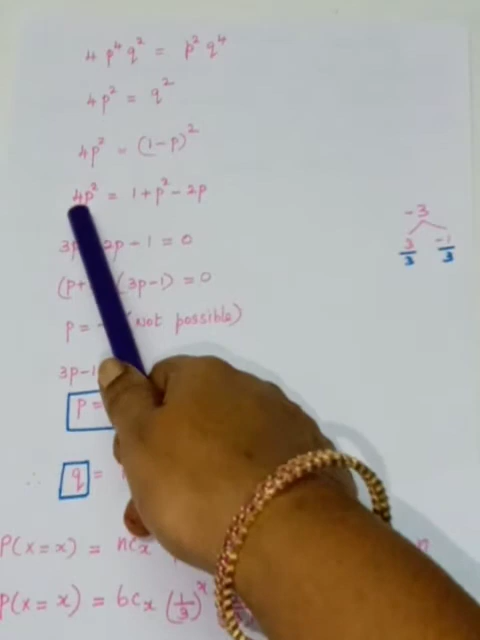 4p⁴q² = p²q⁴
4p² = q²
4p² = (1-p)²
4p² = 1+p²-2p
-3
3/3 -1/3
3p 2p-1=0
(p+ (3p-1) = 0
p = - (Not possible)
3p-1
p =
∴ q =
P(x=x) = nCₓ n
p(x=x) = 6Cₓ (1/3)ˣ